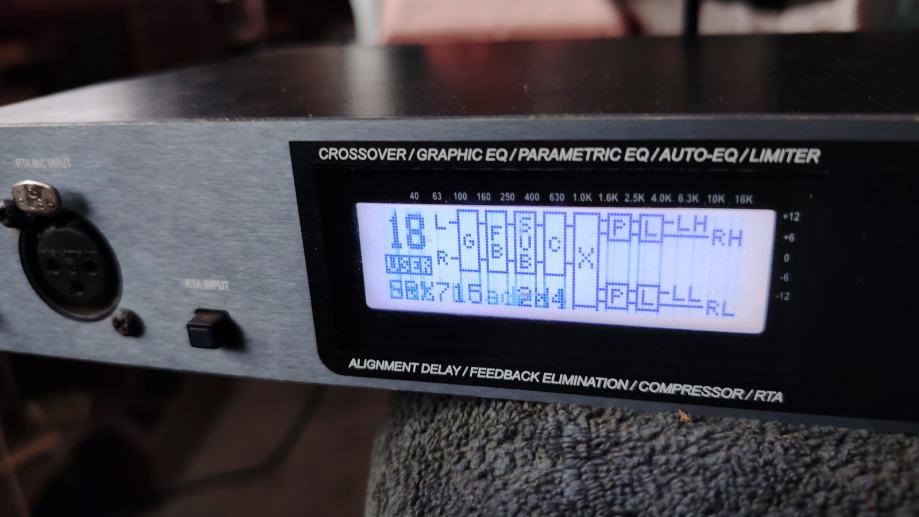 RTA MIC INPUT
RTA INPUT
CROSSOVER / GRAPHIC EQ / PARAMETRIC EQ / AUTO-EQ / LIMITER
40 63 100 160 250 400 630 1.0K 1.6K 2.5K 4.0K 6.3K 10K 16K
18 L G FB SUB C X P L LH RH
USER R
P L LL RL
+12
+6
0
-6
-12
ALIGNMENT DELAY / FEEDBACK ELIMINATION / COMPRESSOR / RTA